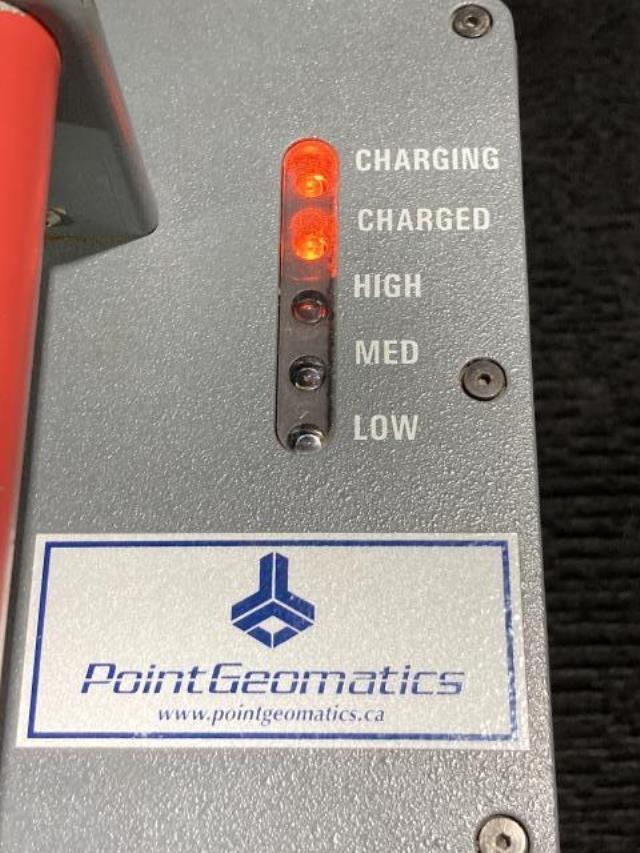 CHARGING
CHARGED
HIGH
MED
LOW
PointGeomatics
www.pointgeomatics.ca